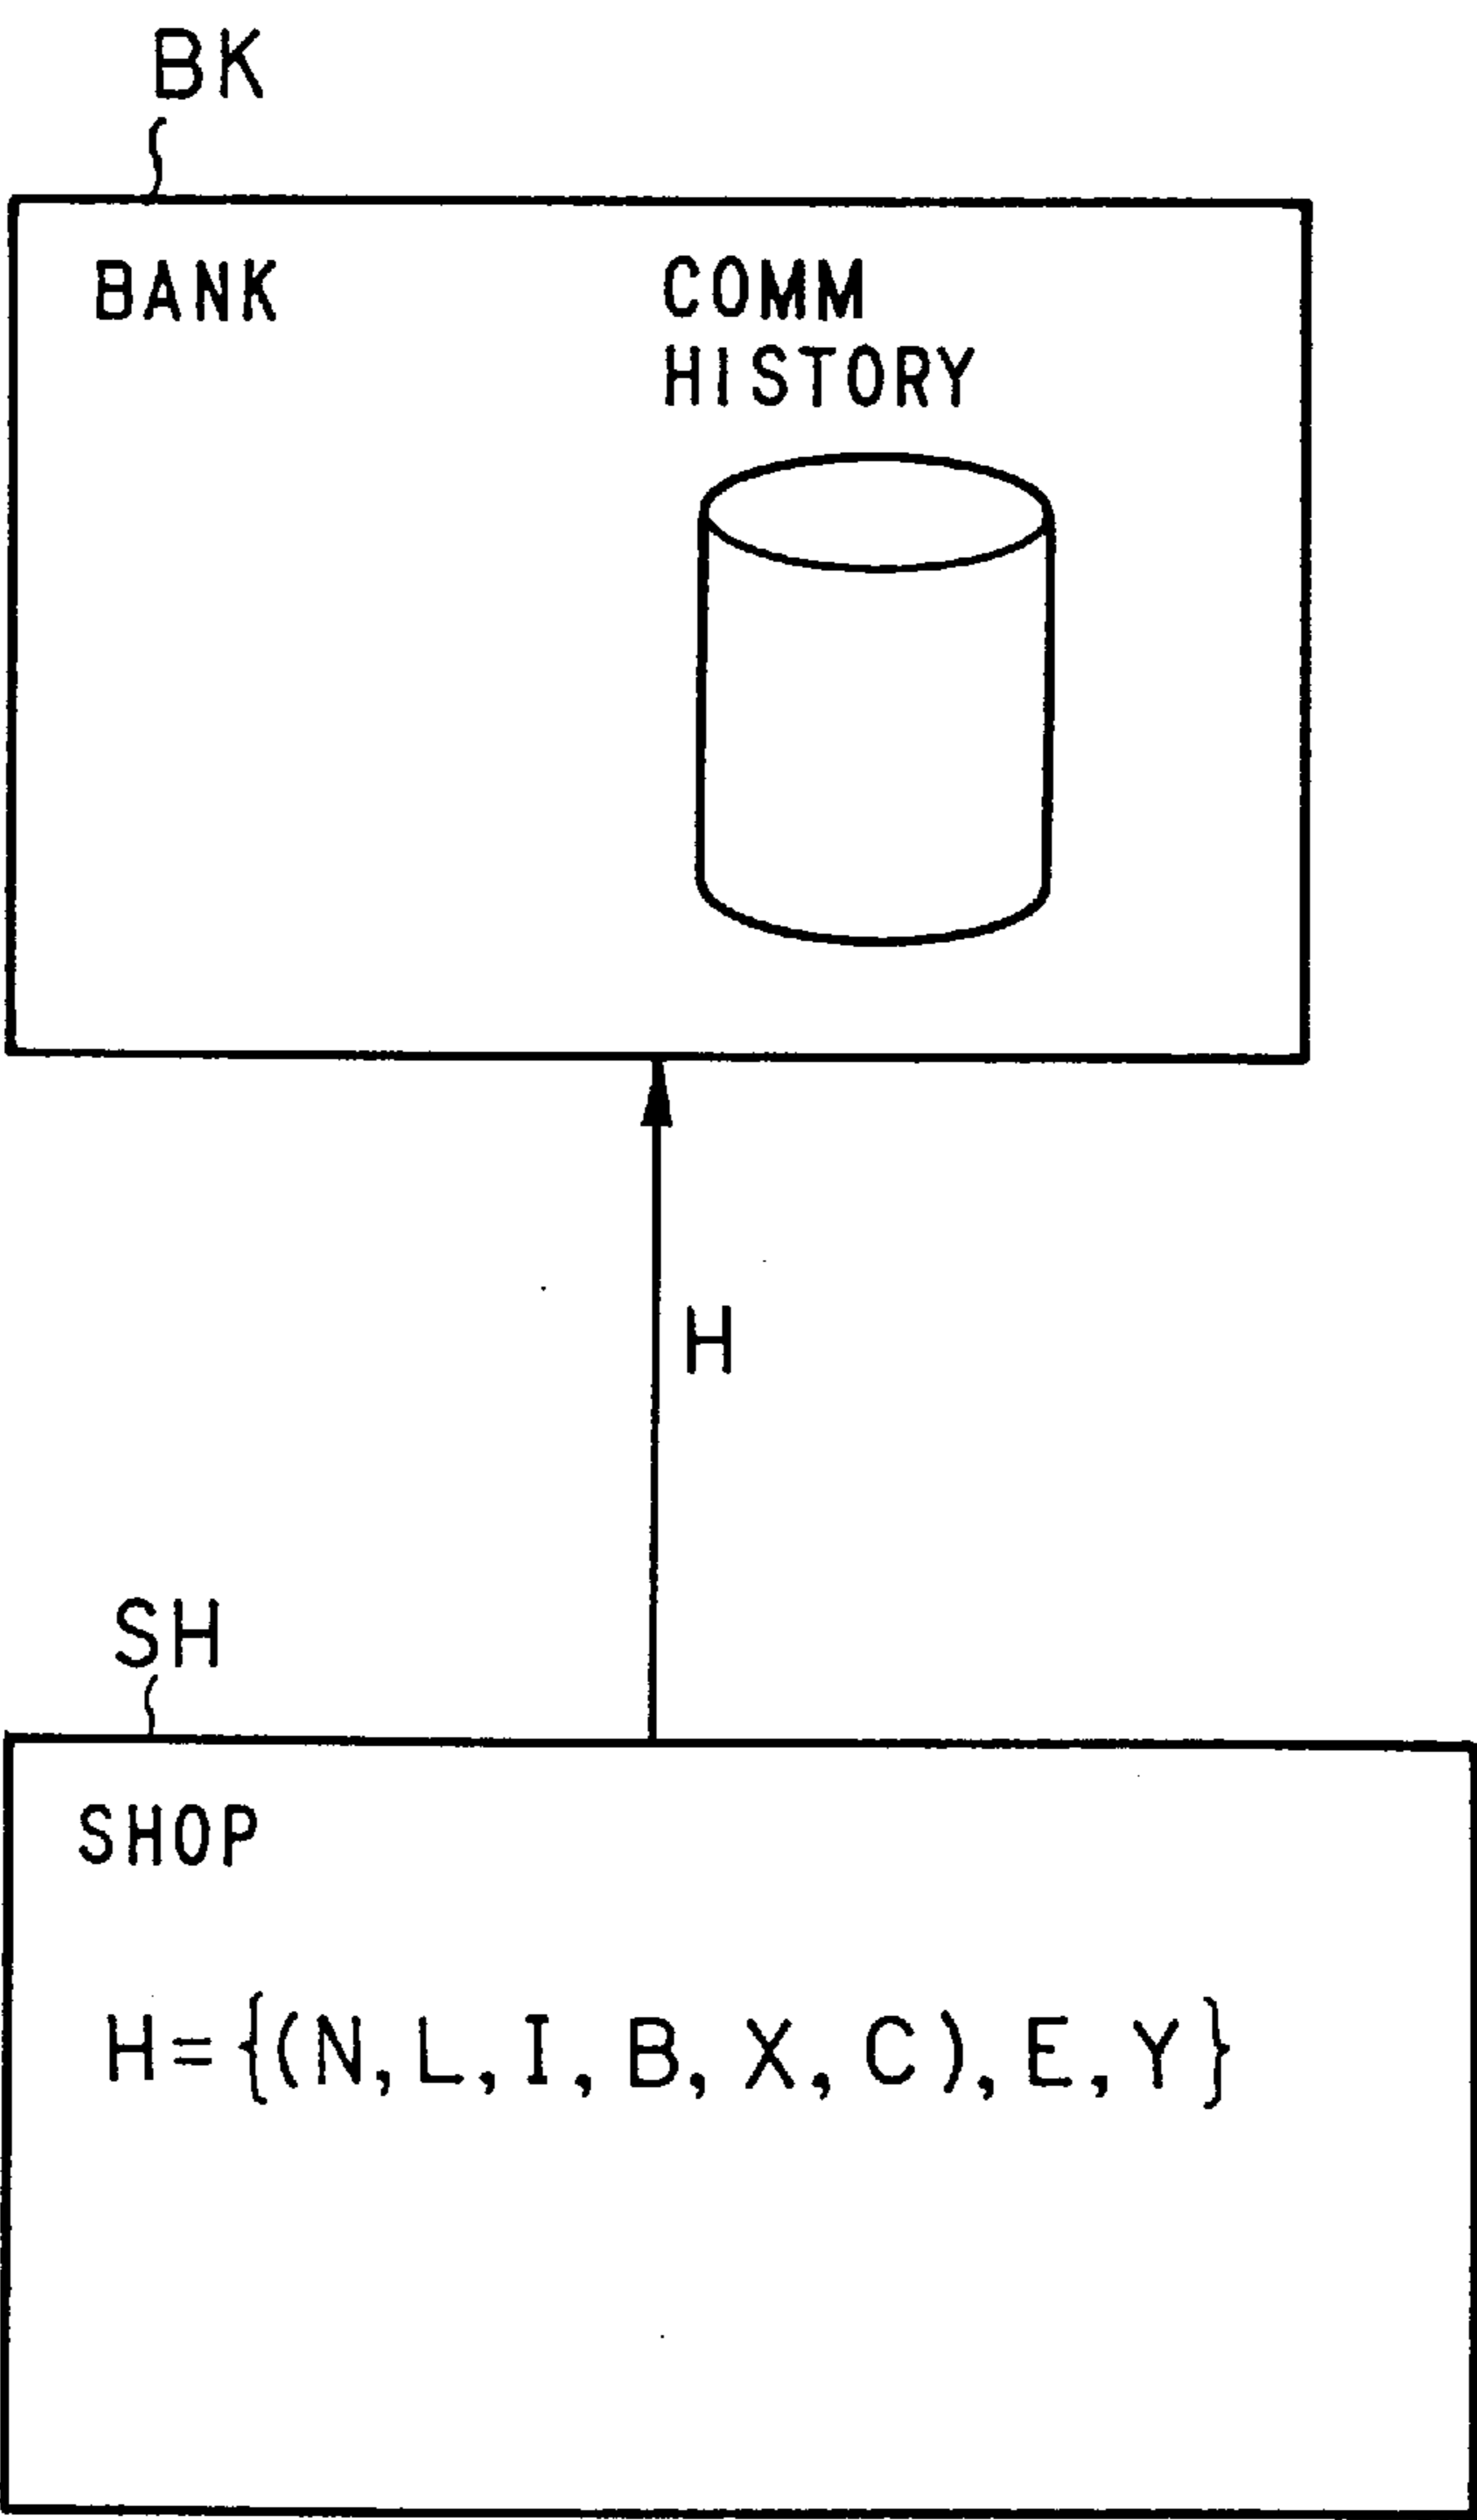 BK
BANK
COMM
HISTORY
H
SH
SHOP
H={(N,L,I,B,X,C),E,Y}